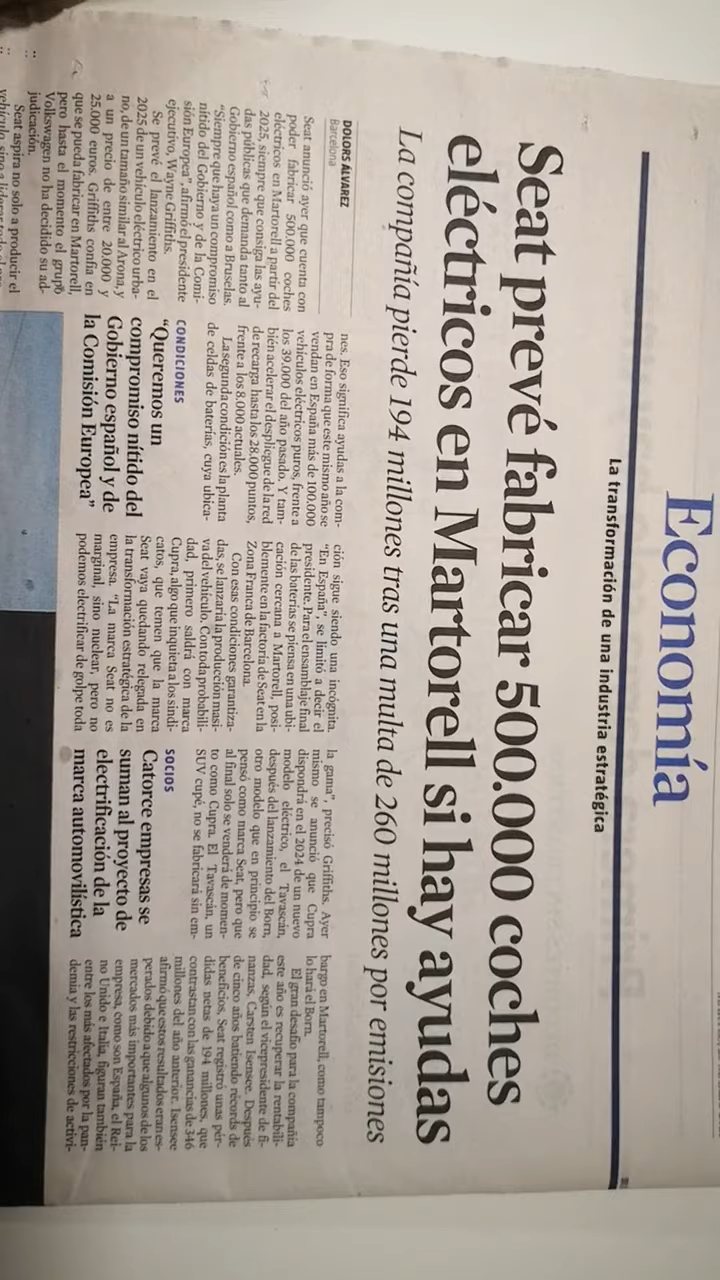 Economía
La transformación de una industria estratégica
Seat prevé fabricar 500.000 coches
eléctricos en Martorell si hay ayudas
La compañía pierde 194 millones tras una multa de 260 millones por emisiones
DOLORS ÁLVAREZ
Barcelona
Seat anunció ayer que cuenta con
poder fabricar 500.000 coches
eléctricos en Martorell a partir del
2025, siempre que consiga las ayu-
das públicas que demanda tanto al
Gobierno español como a Bruselas.
"Siempre que haya un compromiso
nítido del Gobierno y de la Comi-
sión Europea", afirmó el presidente
ejecutivo, Wayne Griffiths.
Se prevé el lanzamiento en el
2025 de un vehículo eléctrico urba-
no, de un tamaño similar al Arona, y
a un precio de entre 20.000 y
25.000 euros. Griffiths confía en
que se pueda fabricar en Martorell,
pero hasta el momento el grupo
Volkswagen no ha decidido su ad-
judicación.
Seat aspira no solo a producir el
vehículo, sino a liderar todo el
nes. Eso significa ayudas a la com-
pra de forma que este mismo año se
vendan en España más de 100.000
vehículos eléctricos puros, frente a
los 39.000 del año pasado. Y tam-
bién acelerar el despliegue de la red
de recarga hasta los 28.000 puntos,
frente a los 8.000 actuales.
La segunda condición es la planta
de celdas de baterías, cuya ubica-
CONDICIONES
"Queremos un
compromiso nítido del
Gobierno español y de
la Comisión Europea"
ción sigue siendo una incógnita.
"En España", se limitó a decir el
presidente. Para el ensamblaje final
de las baterías se piensa en una ubi-
cación cercana a Martorell, posi-
blemente en la factoría de Seat en la
Zona Franca de Barcelona.
Con esas condiciones garantiza-
das, se lanzaría la producción masi-
va del vehículo. Con toda probabili-
dad, primero saldrá con marca
Cupra, algo que inquieta a los sindi-
catos, que temen que la marca
Seat vaya quedando relegada en
la transformación estratégica de la
empresa. "La marca Seat no es
marginal, sino nuclear, pero no
podemos electrificar de golpe toda
la gama", precisó Griffiths. Ayer
mismo se anunció que Cupra
dispondrá en el 2024 de un nuevo
modelo eléctrico, el Tavascán,
después del lanzamiento del Born,
otro modelo que en principio se
pensó como marca Seat, pero que
al final solo se venderá de momen-
to como Cupra. El Tavascán, un
SUV cupé, no se fabricará sin em-
SOCIOS
Catorce empresas se
suman al proyecto de
electrificación de la
marca automovilística
bargo en Martorell, como tampoco
lo hará el Born.
El gran desafío para la compañía
este año es recuperar la rentabili-
dad, según el vicepresidente de fi-
nanzas, Carsten Isensee. Después
de cinco años batiendo récords de
beneficios, Seat registró unas pér-
didas netas de 194 millones, que
contrastan con las ganancias de 346
millones del año anterior. Isensee
afirmó que estos resultados eran es-
perados debido a que algunos de los
mercados más importantes para la
empresa, como son España, el Rei-
no Unido e Italia, figuran también
entre los más afectados por la pan-
demia y las restricciones de activi-